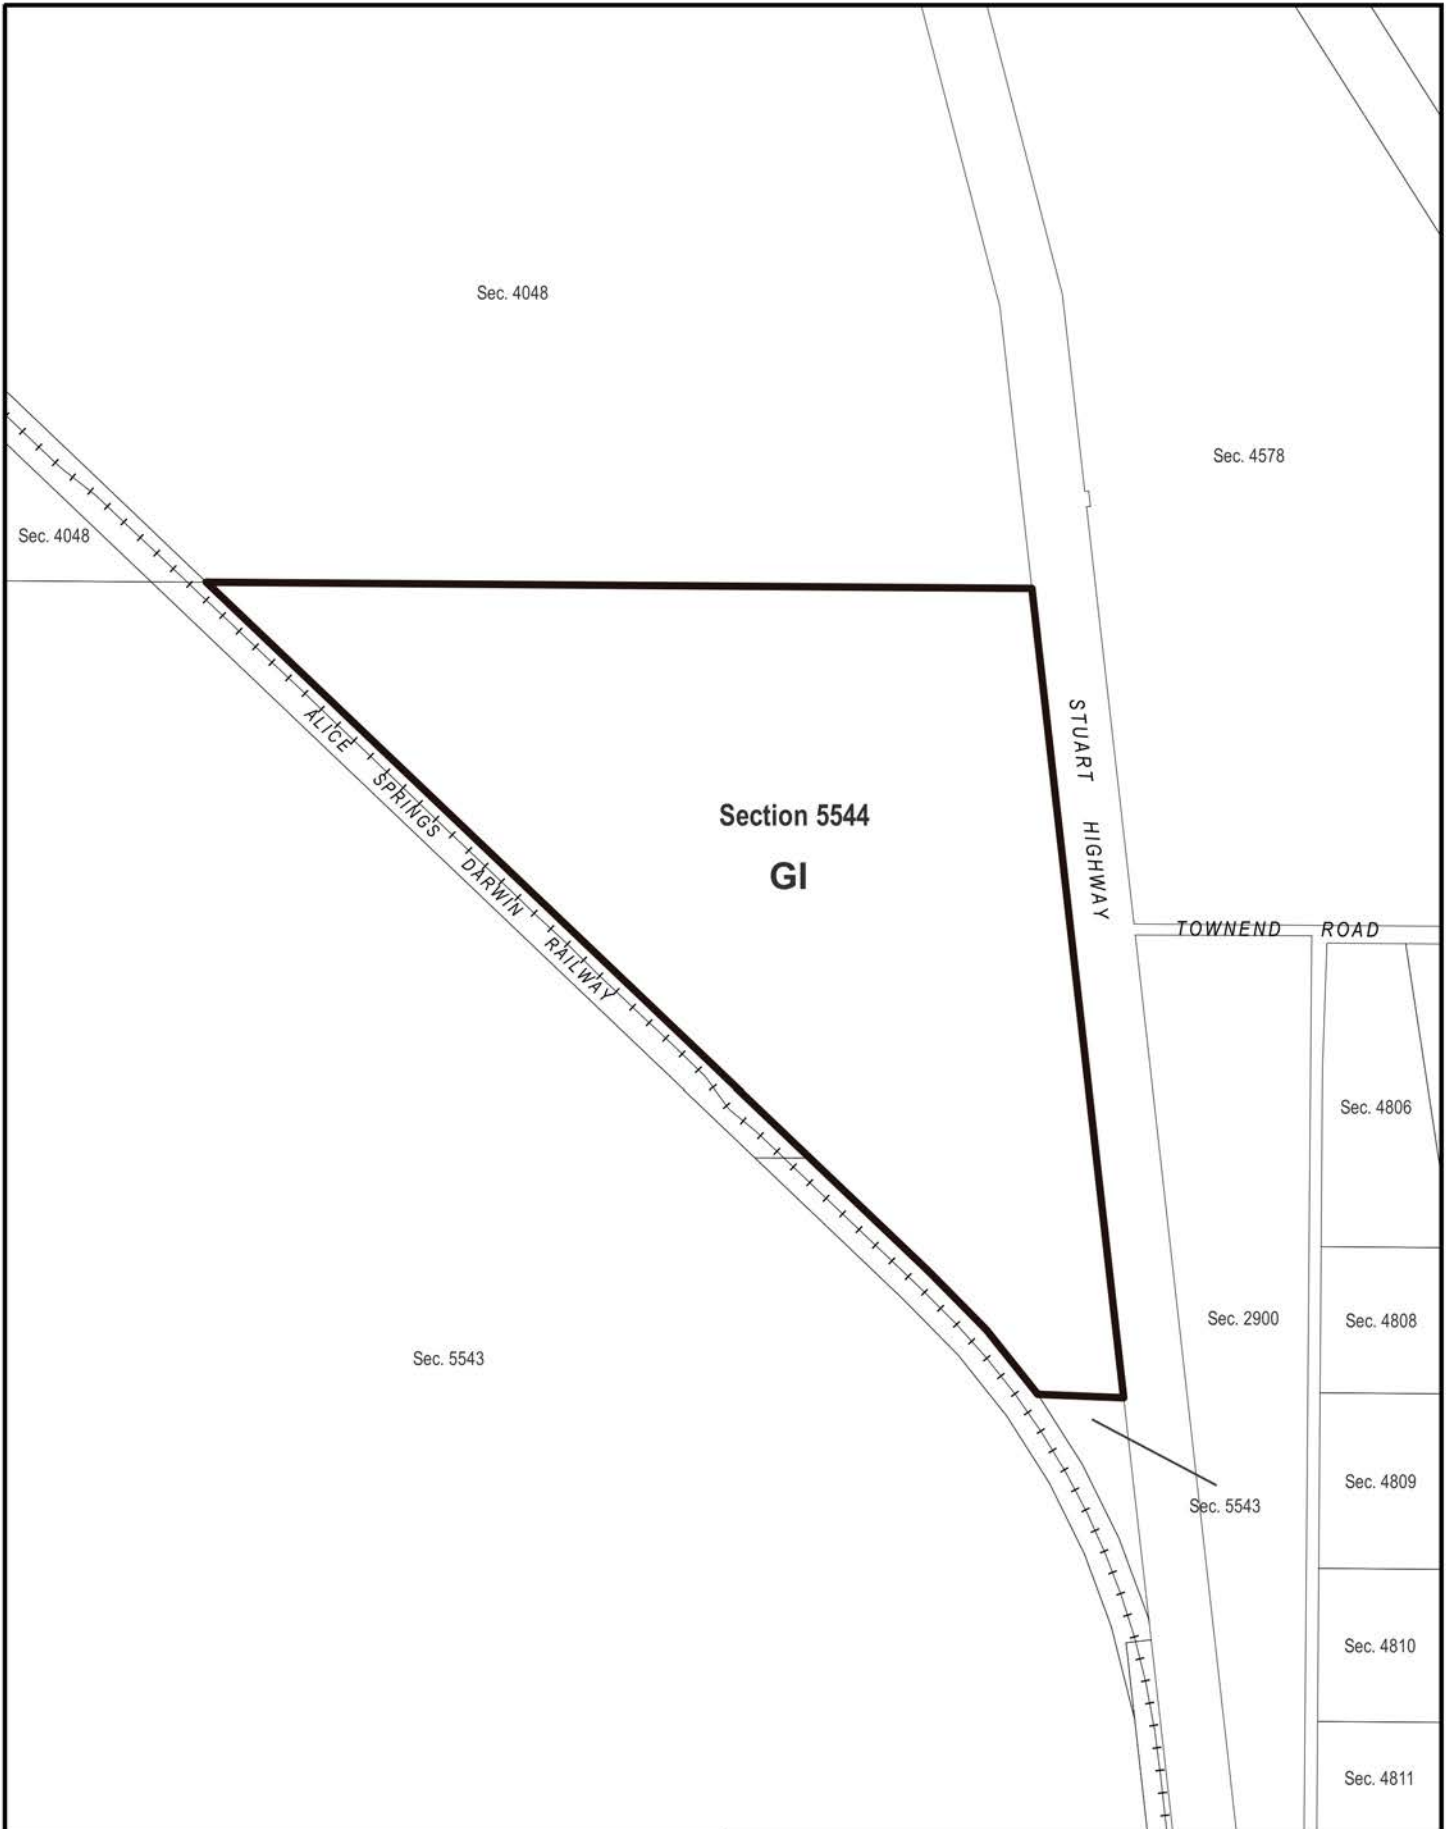 Sec. 4048
Sec. 4578
Sec. 4048
STUART HIGHWAY
ALICE SPRINGS DARWIN RAILWAY
Section 5544
GI
TOWNEND ROAD
Sec. 4806
Sec. 2900
Sec. 4808
Sec. 5543
Sec. 4809
Sec. 5543
Sec. 4810
Sec. 4811